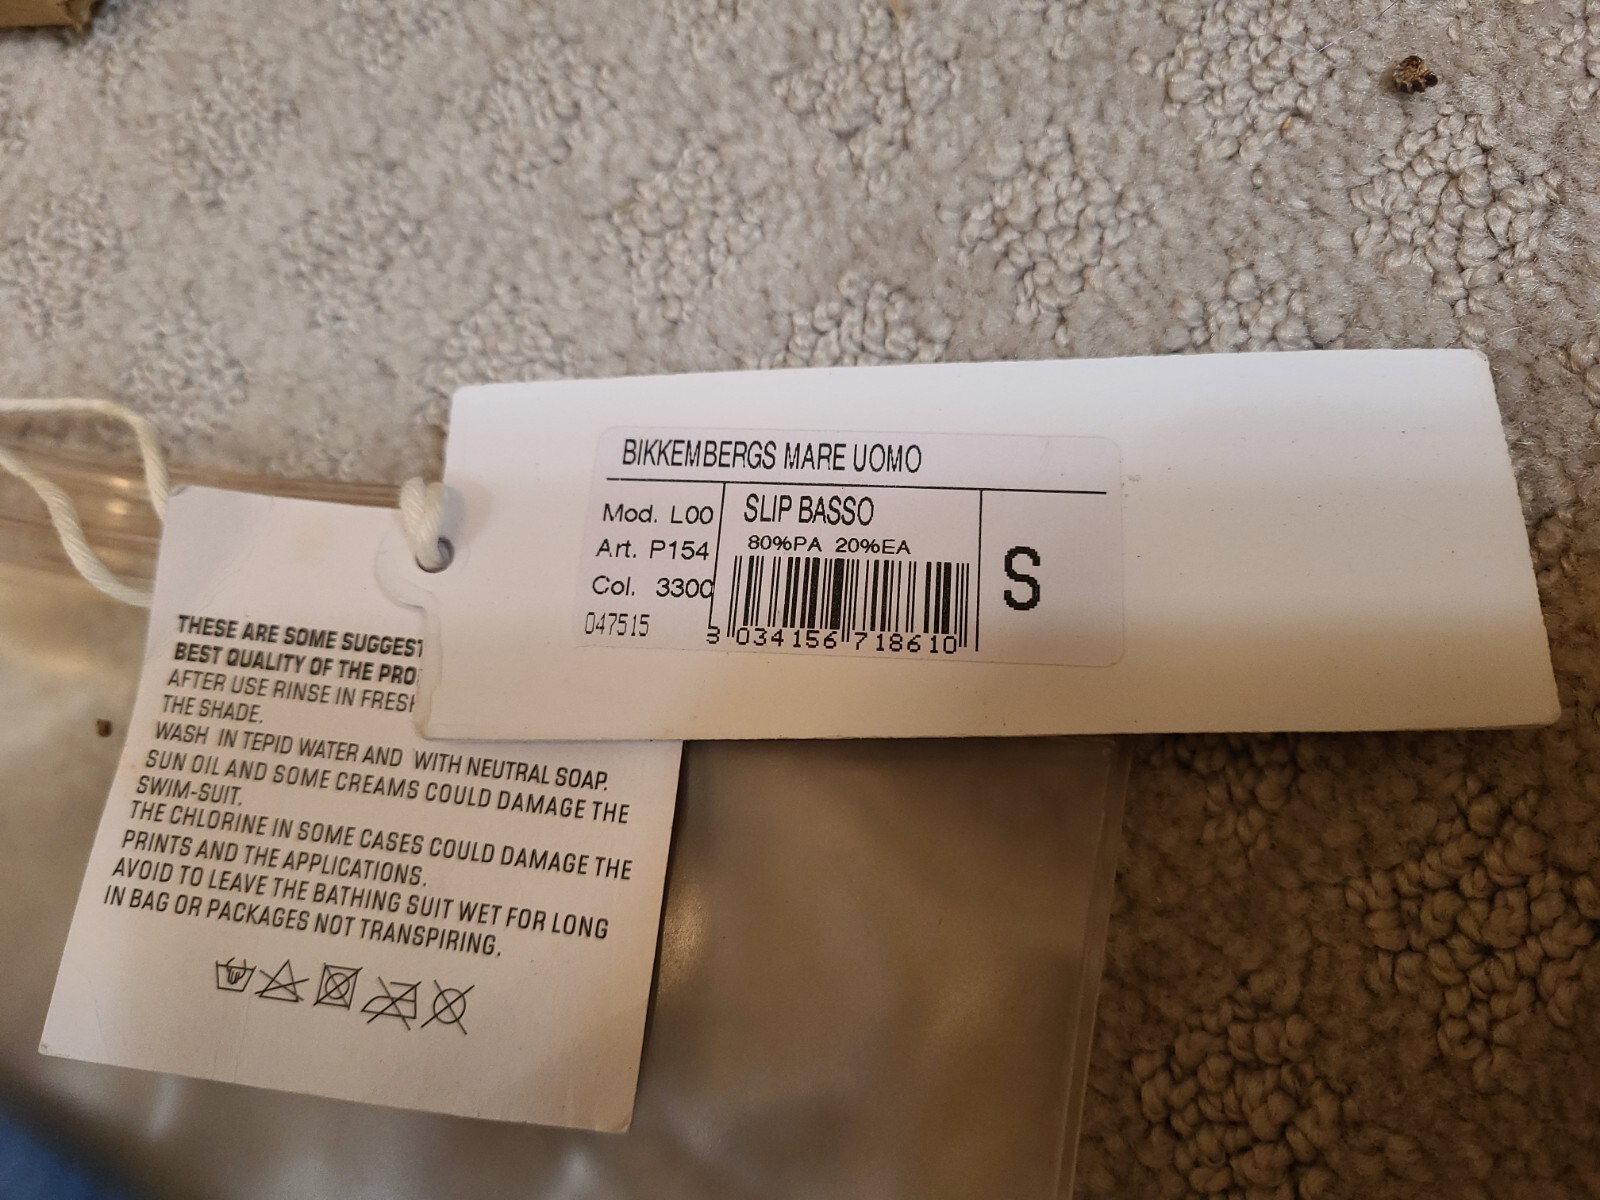 BIKKEMBERGS MARE UOMO
Mod. L00
Art. P154
Col. 3300
047515
SLIP BASSO
80%PA 20%EA
3 034156 718610
S
THESE ARE SOME SUGGEST
BEST QUALITY OF THE PRO
AFTER USE RINSE IN FRESH
THE SHADE.
WASH IN TEPID WATER AND WITH NEUTRAL SOAP.
SUN OIL AND SOME CREAMS COULD DAMAGE THE
SWIM-SUIT.
THE CHLORINE IN SOME CASES COULD DAMAGE THE
PRINTS AND THE APPLICATIONS.
AVOID TO LEAVE THE BATHING SUIT WET FOR LONG
IN BAG OR PACKAGES NOT TRANSPIRING.